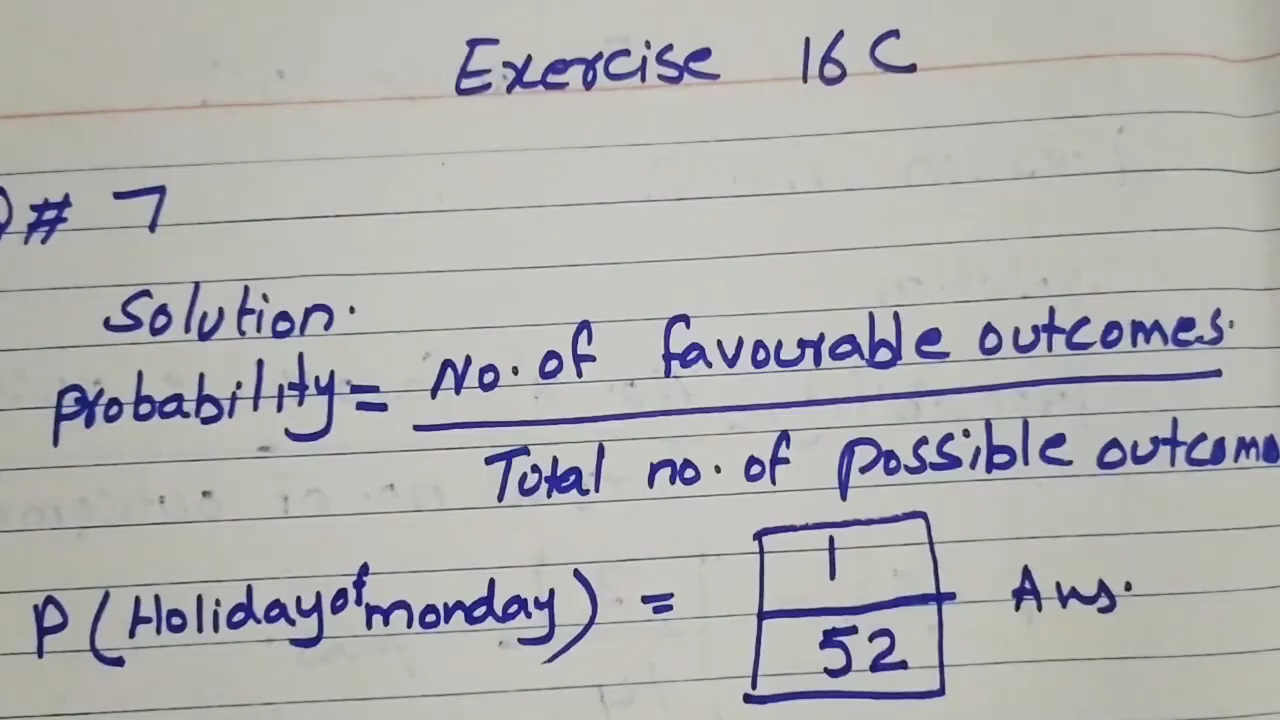 Exercise 16C
# 7
Solution.
probability = No. of favourable outcomes.
Total no. of possible outcome
P (Holiday of monday) = 1
52
Ans.